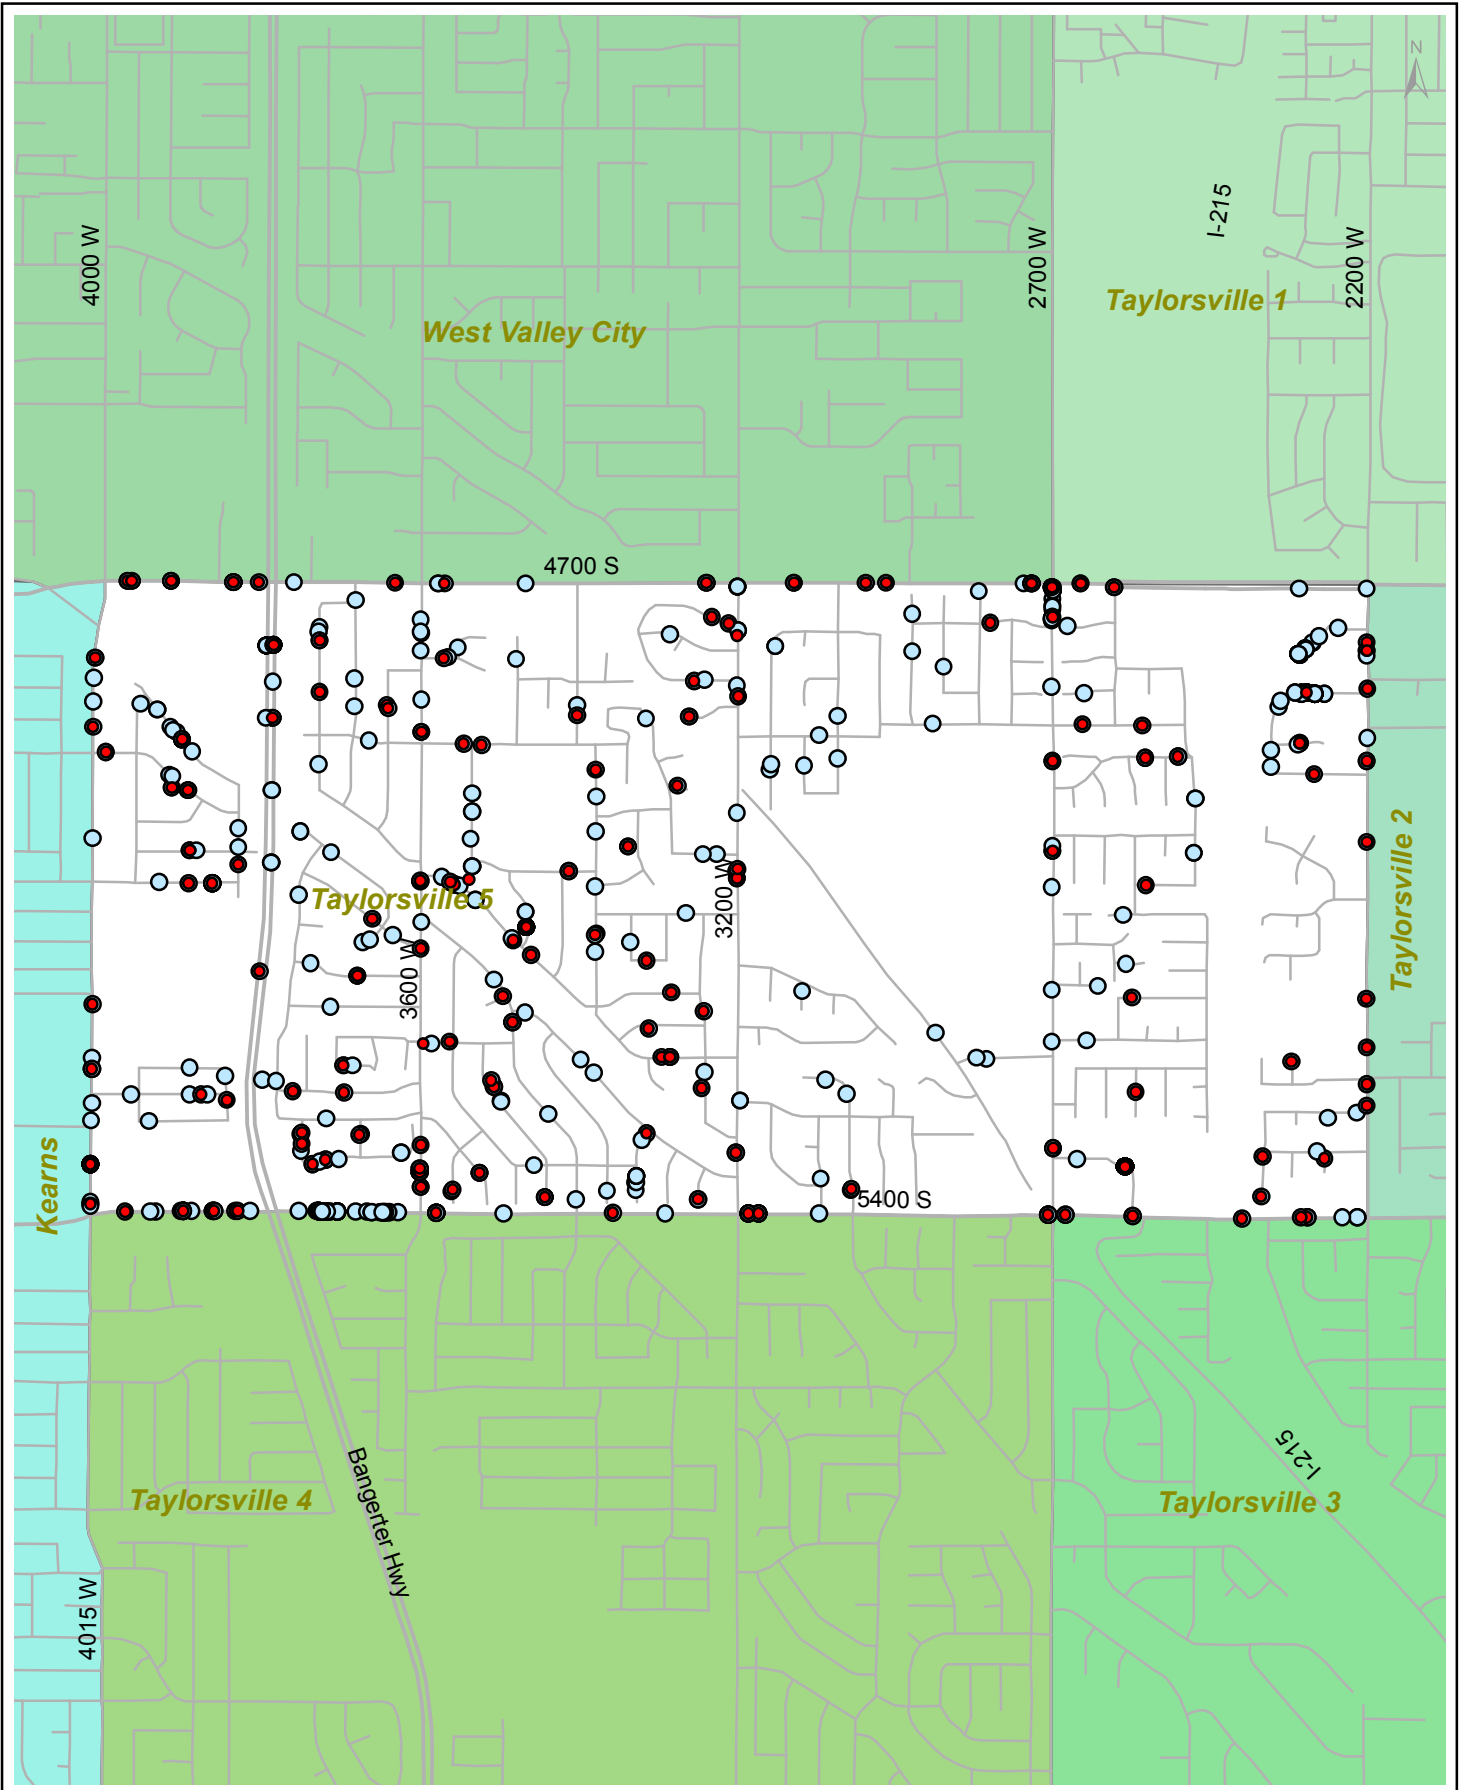 N
I-215
4000 W
2700 W
2200 W
Taylorsville 1
West Valley City
4700 S
Taylorsville 2
Taylorsville 5
3200 W
3600 W
Kearns
5400 S
I-215
Taylorsville 4
Bangerter Hwy
Taylorsville 3
4015 W